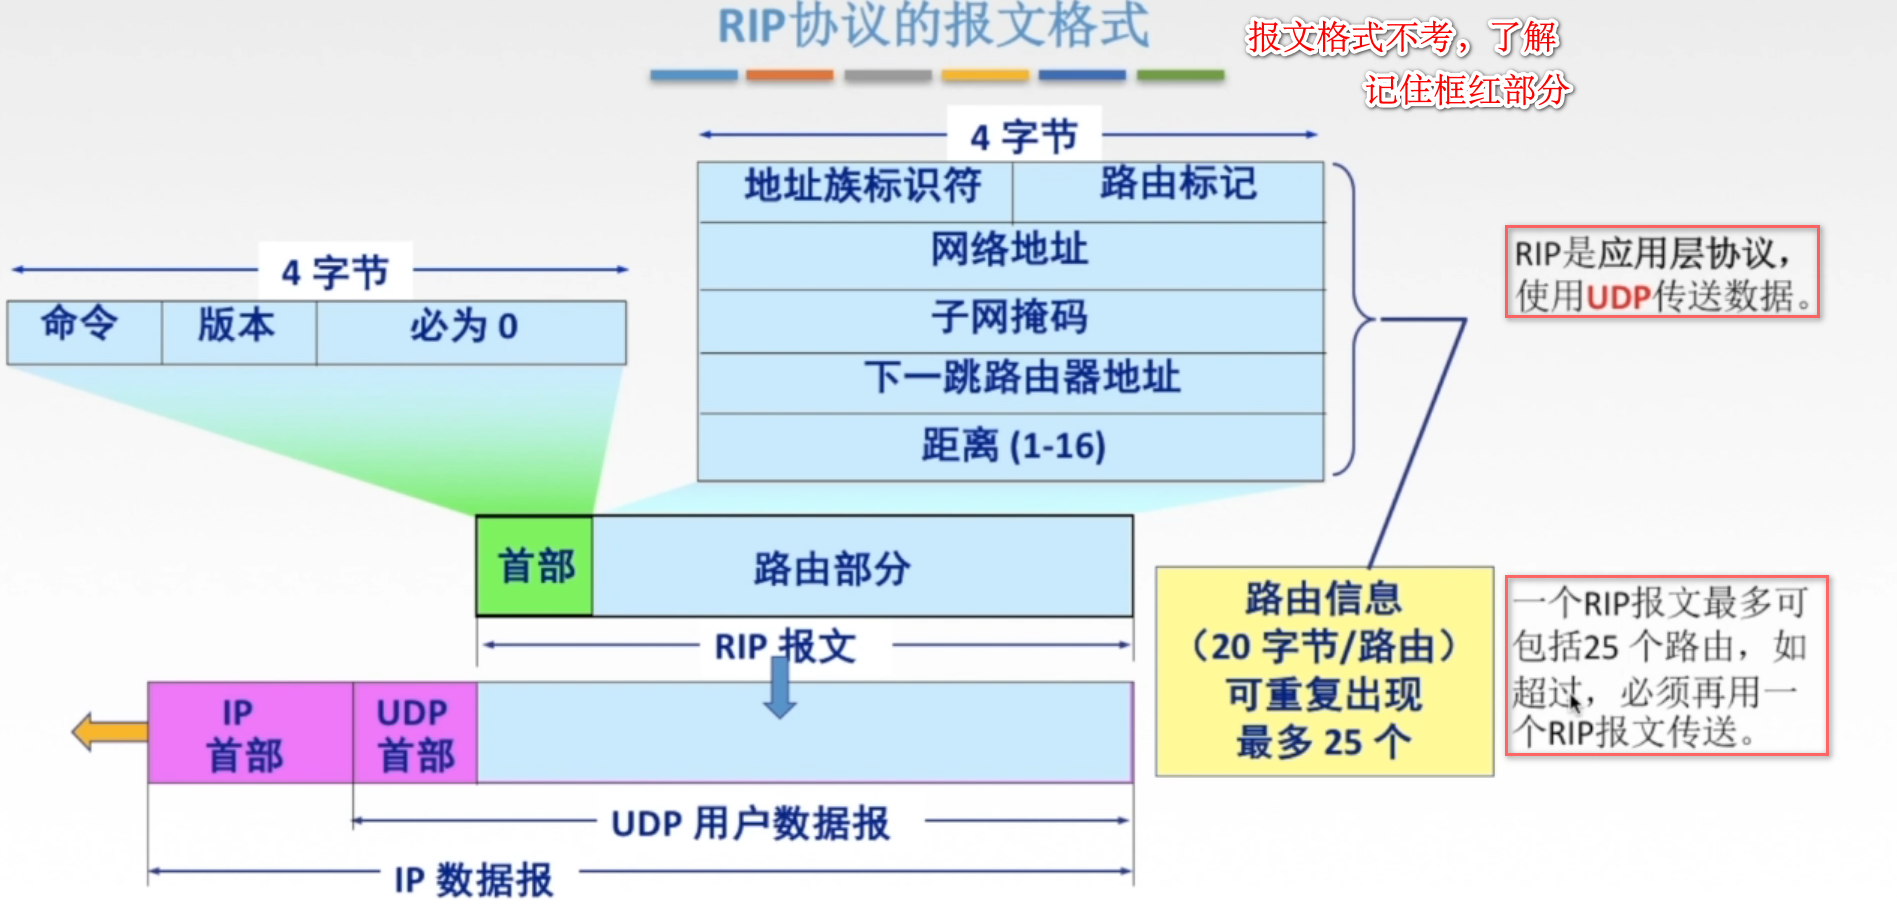 RIP协议的报文格式
报文格式不考，了解
记住框红部分
4 字节
地址族标识符
路由标记
网络地址
子网掩码
下一跳路由器地址
距离 (1-16)
4 字节
命令
版本
必为 0
RIP是应用层协议，
使用UDP传送数据。
首部
路由部分
RIP 报文
路由信息
（20 字节/路由）
可重复出现
最多 25 个
一个RIP报文最多可
包括25 个路由，如
超过，必须再用一
个RIP报文传送。
IP
首部
UDP
首部
UDP 用户数据报
IP 数据报